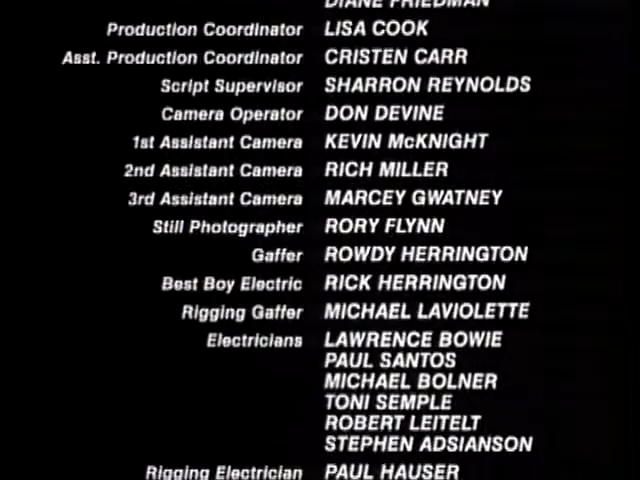 DIANE FRIEDMAN
Production Coordinator LISA COOK
Asst. Production Coordinator CRISTEN CARR
Script Supervisor SHARRON REYNOLDS
Camera Operator DON DEVINE
1st Assistant Camera KEVIN McKNIGHT
2nd Assistant Camera RICH MILLER
3rd Assistant Camera MARCEY GWATNEY
Still Photographer RORY FLYNN
Gaffer ROWDY HERRINGTON
Best Boy Electric RICK HERRINGTON
Rigging Gaffer MICHAEL LAVIOLETTE
Electricians LAWRENCE BOWIE
PAUL SANTOS
MICHAEL BOLNER
TONI SEMPLE
ROBERT LEITELT
STEPHEN ADSIANSON
Rigging Electrician PAUL HAUSER